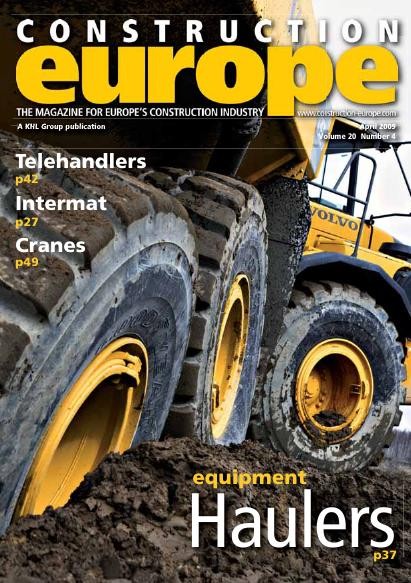 CONSTRUCTION
europe
THE MAGAZINE FOR EUROPE'S CONSTRUCTION INDUSTRY
www.construction-europe.com
A KHL Group publication
April 2009
Volume 20 Number 4
Telehandlers
p42
Intermat
p27
Cranes
p49
VOLVO
equipment
Haulers
p37